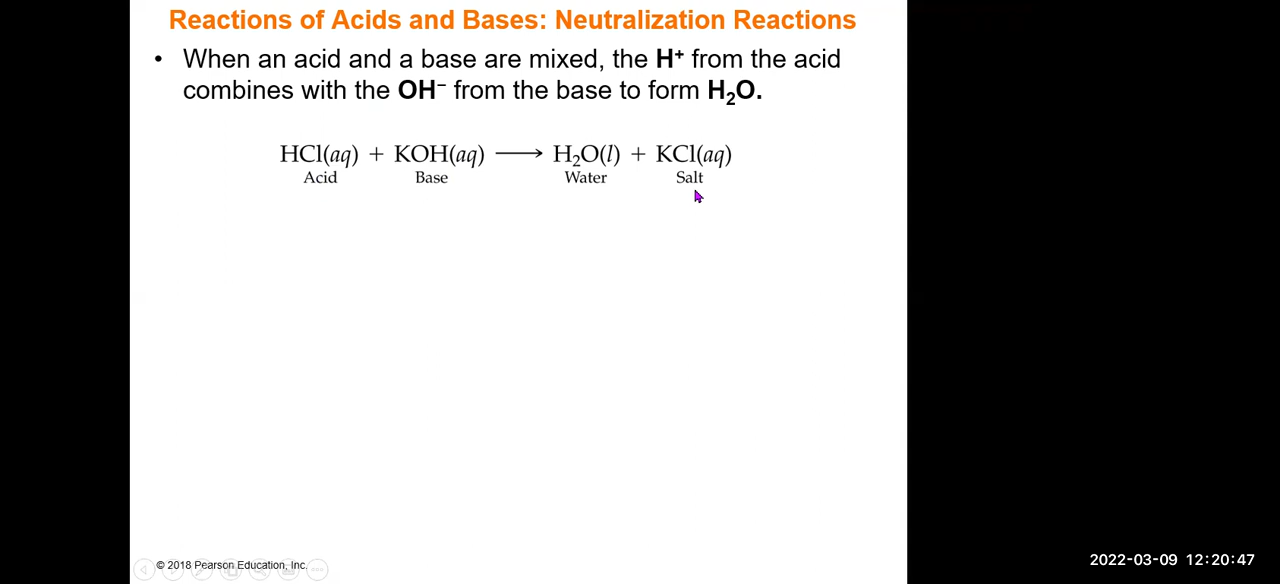 Reactions of Acids and Bases: Neutralization Reactions
• When an acid and a base are mixed, the H⁺ from the acid
combines with the OH⁻ from the base to form H₂O.
HCl(aq) + KOH(aq) ⟶ H₂O(l) + KCl(aq)
Acid Base Water Salt
© 2018 Pearson Education, Inc.
2022-03-09 12:20:47